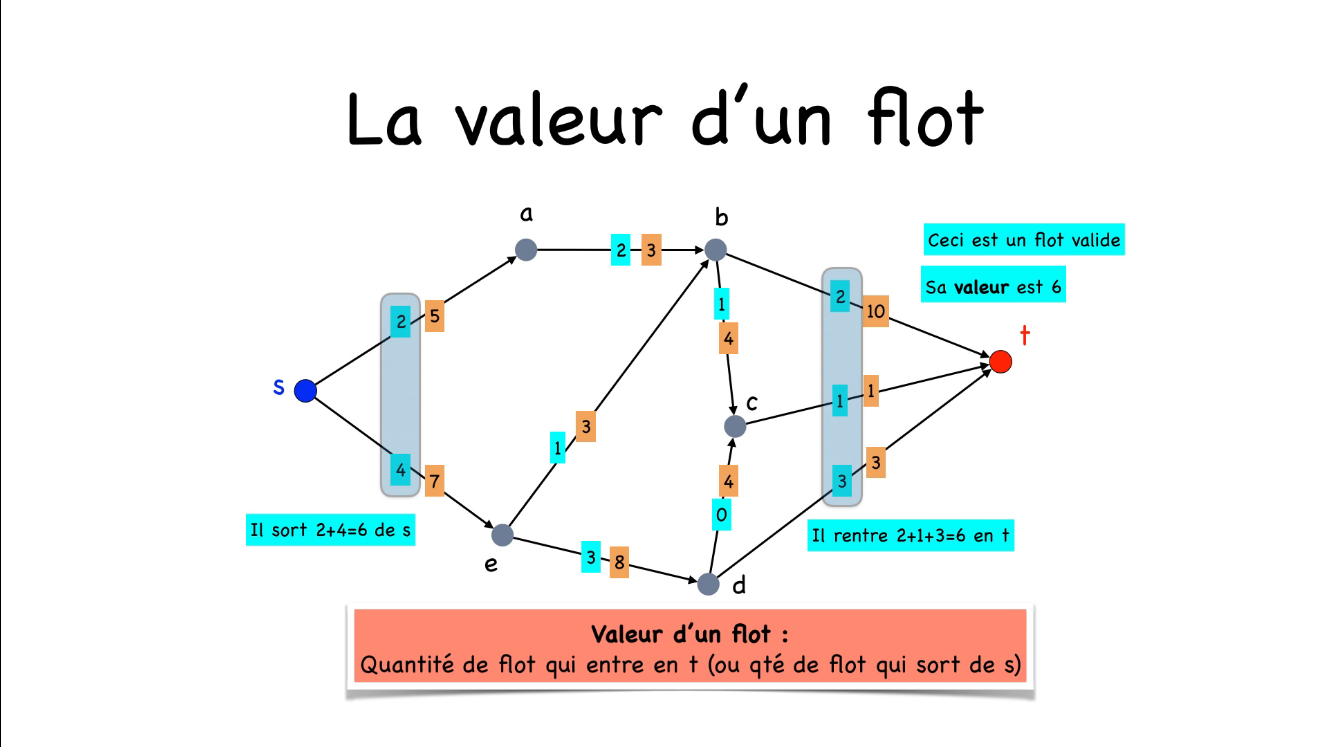 La valeur d'un flot
a
b
2 3
Ceci est un flot valide
Sa valeur est 6
2 5
1
4
2 10
t
s
c
1 1
1 3
4 7
4
0
3 3
Il sort 2+4=6 de s
Il rentre 2+1+3=6 en t
e
3 8
d
Valeur d'un flot :
Quantité de flot qui entre en t (ou qté de flot qui sort de s)